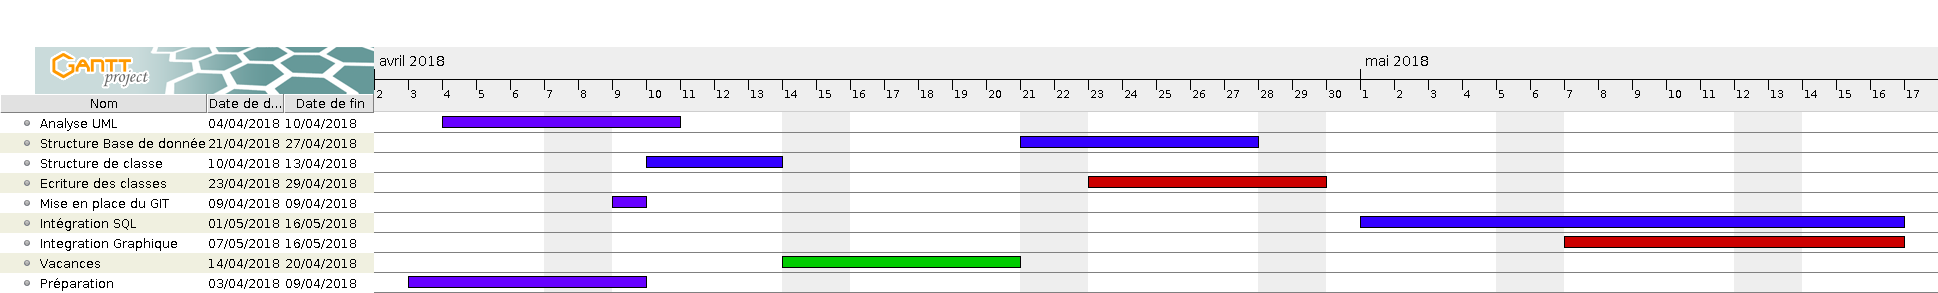 GANTT
project
avril 2018
mai 2018
2 3 4 5 6 7 8 9 10 11 12 13 14 15 16 17 18 19 20 21 22 23 24 25 26 27 28 29 30 1 2 3 4 5 6 7 8 9 10 11 12 13 14 15 16 17
Nom Date de d... Date de fin
Analyse UML 04/04/2018 10/04/2018
Structure Base de donnée 21/04/2018 27/04/2018
Structure de classe 10/04/2018 13/04/2018
Ecriture des classes 23/04/2018 29/04/2018
Mise en place du GIT 09/04/2018 09/04/2018
Intégration SQL 01/05/2018 16/05/2018
Integration Graphique 07/05/2018 16/05/2018
Vacances 14/04/2018 20/04/2018
Préparation 03/04/2018 09/04/2018